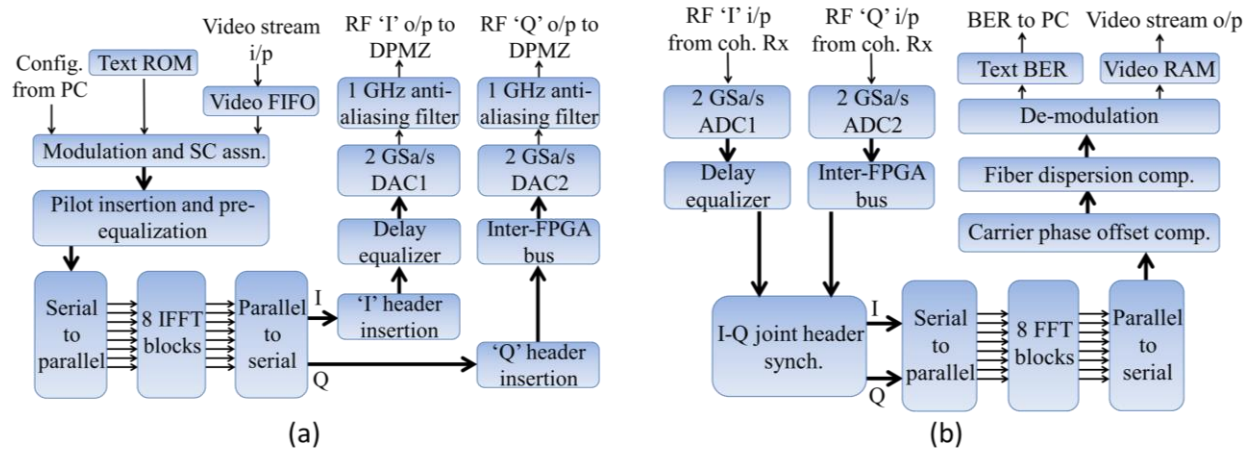 RF 'I' o/p to
DPMZ
RF 'Q' o/p to
DPMZ
Video stream
i/p
Config.
from PC
Text ROM
Video FIFO
1 GHz anti-
aliasing filter
1 GHz anti-
aliasing filter
Modulation and SC assn.
2 GSa/s
DAC1
2 GSa/s
DAC2
Pilot insertion and pre-
equalization
Delay
equalizer
Inter-FPGA
bus
Serial
to
parallel
8 IFFT
blocks
Parallel
to
serial
I
Q
'I' header
insertion
'Q' header
insertion
(a)
RF 'I' i/p
from coh. Rx
RF 'Q' i/p
from coh. Rx
BER to PC
Video stream o/p
2 GSa/s
ADC1
2 GSa/s
ADC2
Text BER
Video RAM
De-modulation
Delay
equalizer
Inter-FPGA
bus
Fiber dispersion comp.
Carrier phase offset comp.
I-Q joint header
synch.
I
Q
Serial
to
parallel
8 FFT
blocks
Parallel
to
serial
(b)